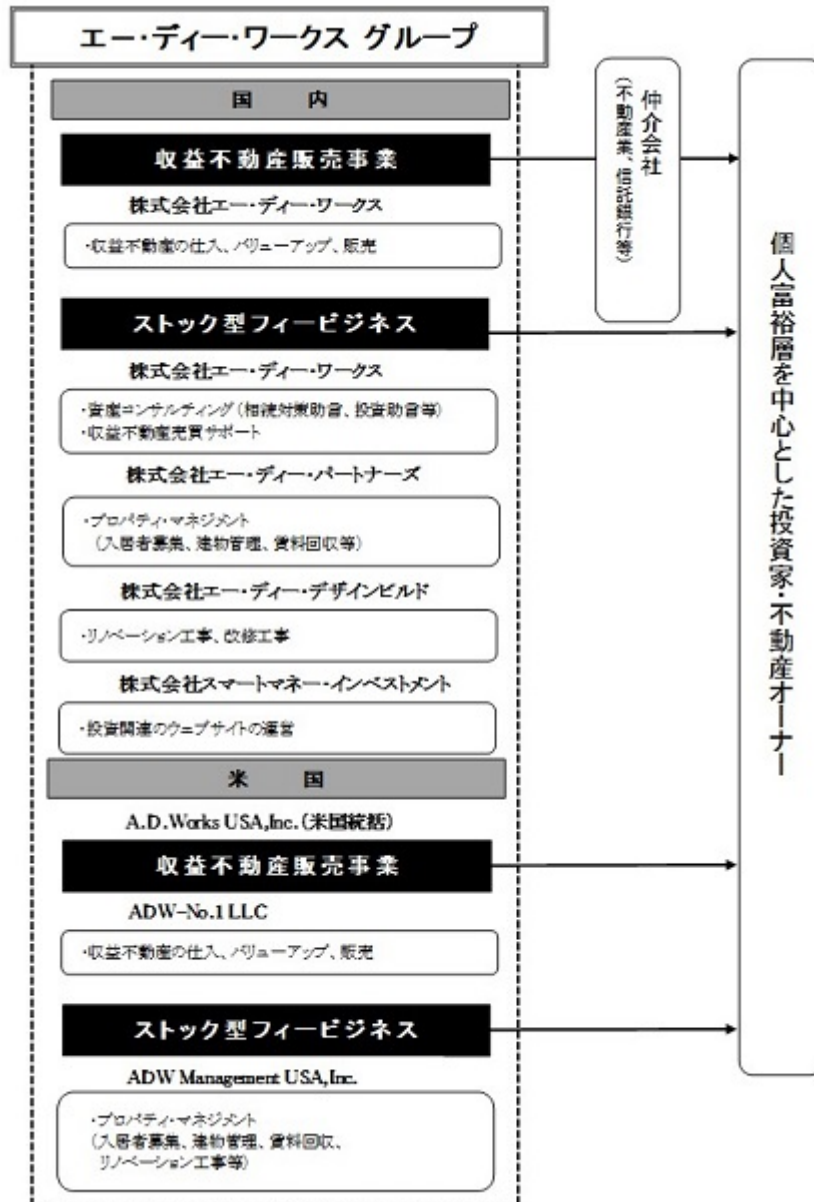 エー・ディー・ワークス グループ
国 内
収益不動産販売事業
株式会社エー・ディー・ワークス
・収益不動産の仕入、バリューアップ、販売
ストック型フィービジネス
株式会社エー・ディー・ワークス
・資産コンサルティング（相続対策助言、投資助言等）
・収益不動産売買サポート
株式会社エー・ディー・パートナーズ
・プロパティ・マネジメント
（入居者募集、建物管理、賃料回収等）
株式会社エー・ディー・デザインビルド
・リノベーション工事、改修工事
株式会社スマートマネー・インベストメント
・投資関連のウェブサイトの運営
米 国
A.D.Works USA,Inc.（米国統括）
収益不動産販売事業
ADW-No.1 LLC
・収益不動産の仕入、バリューアップ、販売
ストック型フィービジネス
ADW Management USA,Inc.
・プロパティ・マネジメント
（入居者募集、建物管理、賃料回収、
リノベーション工事等）
仲介会社
（不動産業、信託銀行等）
個人富裕層を中心とした投資家・不動産オーナー